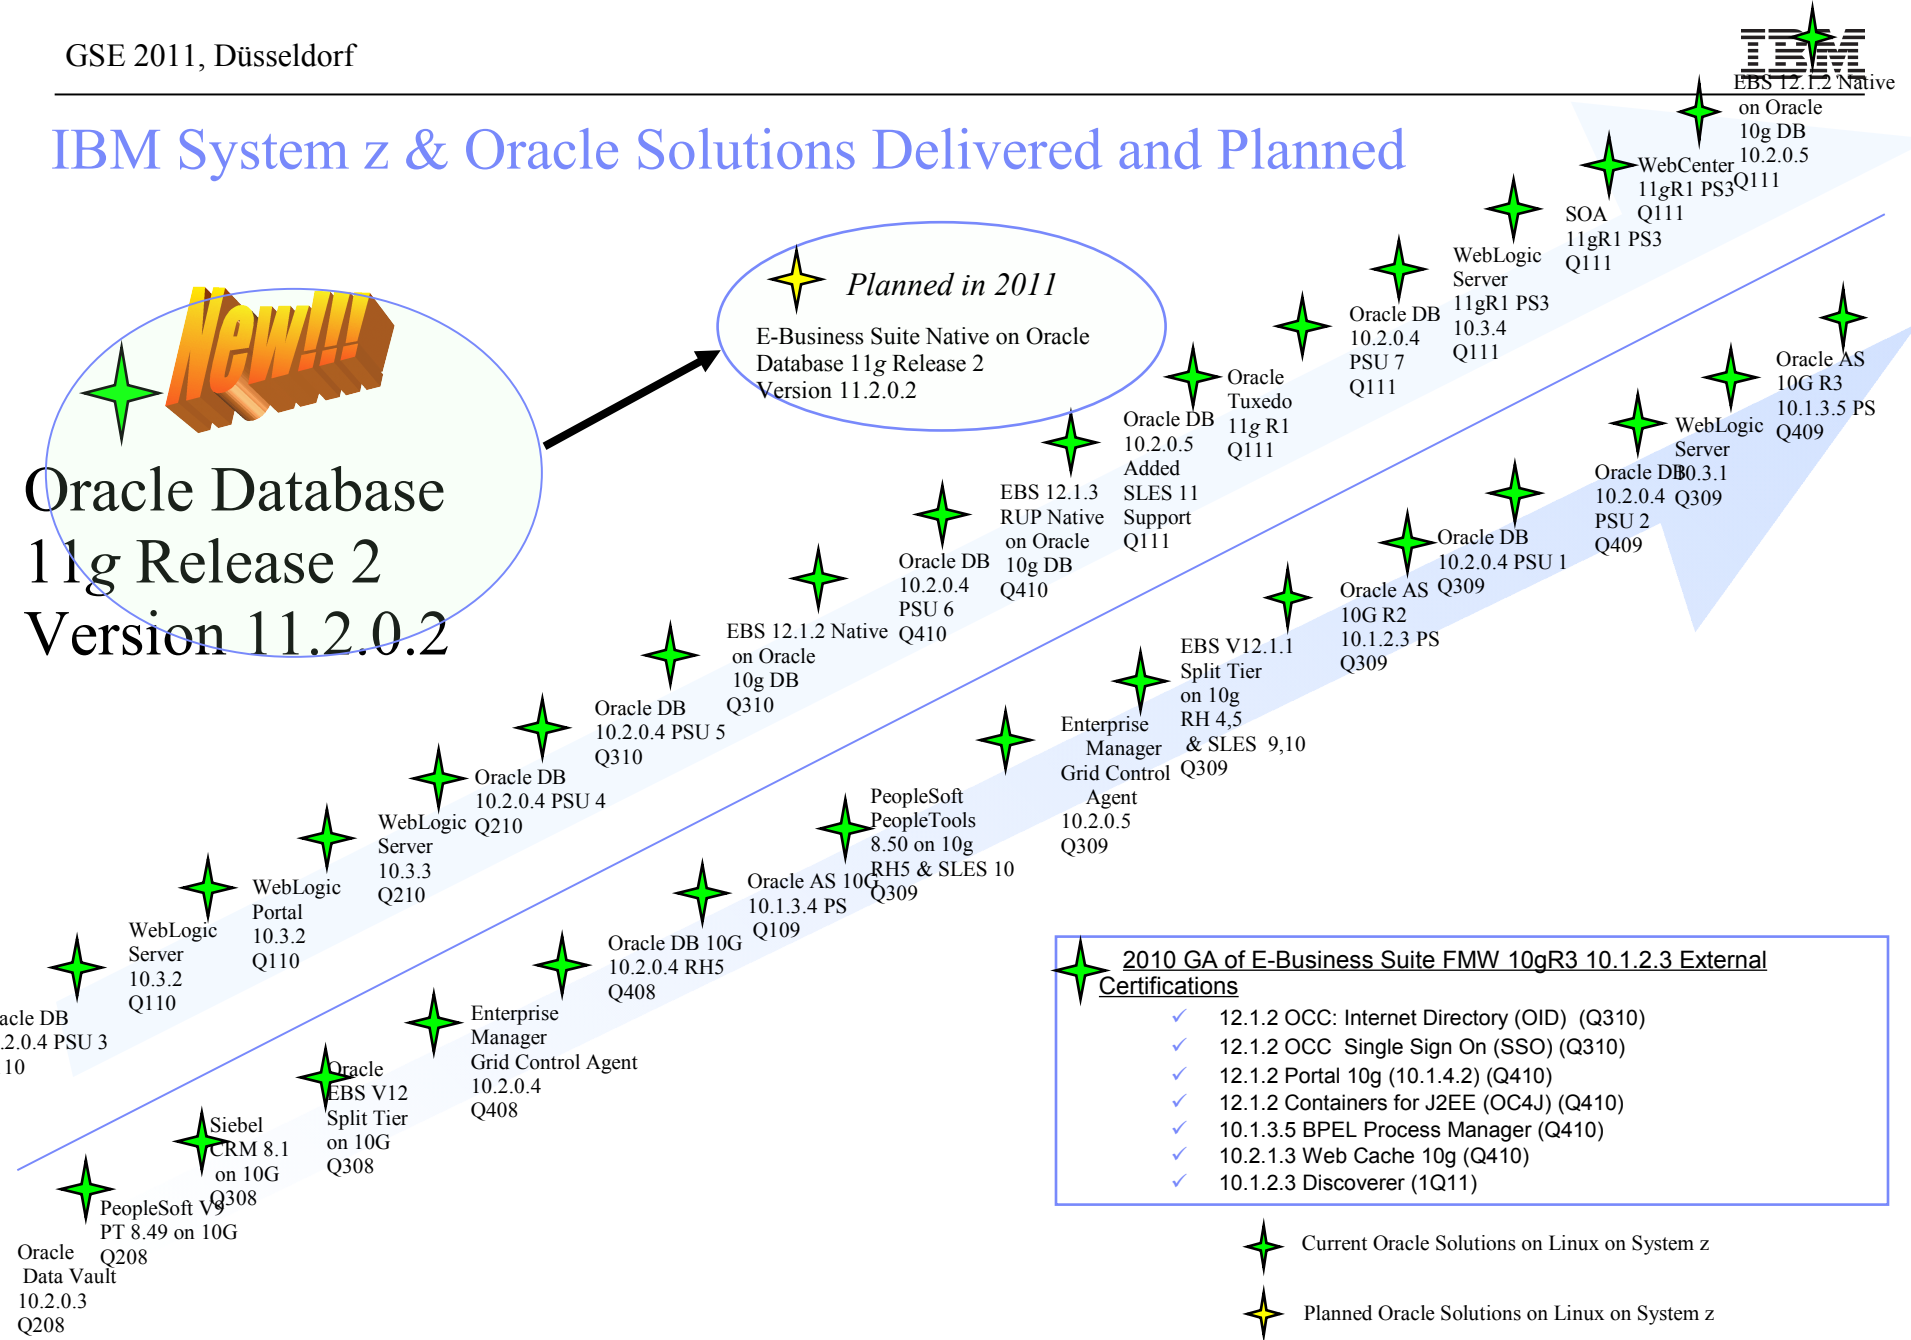 GSE 2011, Düsseldorf
IBM
IBM System z & Oracle Solutions Delivered and Planned
New!!!
Oracle Database
11g Release 2
Version 11.2.0.2
Planned in 2011
E-Business Suite Native on Oracle
Database 11g Release 2
Version 11.2.0.2
acle DB
.2.0.4 PSU 3
10
WebLogic
Server
10.3.2
Q110
WebLogic
Portal
10.3.2
Q110
WebLogic
Server
10.3.3
Q210
Oracle DB
10.2.0.4 PSU 4
Q210
Oracle DB
10.2.0.4 PSU 5
Q310
EBS 12.1.2 Native
on Oracle
10g DB
Q310
Oracle DB
10.2.0.4
PSU 6
Q410
EBS 12.1.3
RUP Native
on Oracle
10g DB
Q410
Oracle DB
10.2.0.5
Added
SLES 11
Support
Q111
Oracle
Tuxedo
11g R1
Q111
Oracle DB
10.2.0.4
PSU 7
Q111
WebLogic
Server
11gR1 PS3
10.3.4
Q111
SOA
11gR1 PS3
Q111
WebCenter
11gR1 PS3
Q111
EBS 12.1.2 Native
on Oracle
10g DB
10.2.0.5
Q111
Oracle
Data Vault
10.2.0.3
Q208
PeopleSoft V9
PT 8.49 on 10G
Q208
Siebel
CRM 8.1
on 10G
Q308
Oracle
EBS V12
Split Tier
on 10G
Q308
Enterprise
Manager
Grid Control Agent
10.2.0.4
Q408
Oracle DB 10G
10.2.0.4 RH5
Q408
Oracle AS 10G
10.1.3.4 PS
Q109
PeopleSoft
PeopleTools
8.50 on 10g
RH5 & SLES 10
Q309
Enterprise
Manager
Grid Control
Agent
10.2.0.5
Q309
EBS V12.1.1
Split Tier
on 10g
RH 4,5
& SLES 9,10
Q309
Oracle AS
10G R2
10.1.2.3 PS
Q309
Oracle DB
10.2.0.4 PSU 1
Q309
Oracle DB
10.2.0.4
PSU 2
Q409
WebLogic
Server
10.3.1
Q309
Oracle AS
10G R3
10.1.3.5 PS
Q409
2010 GA of E-Business Suite FMW 10gR3 10.1.2.3 External
Certifications
✓ 12.1.2 OCC: Internet Directory (OID) (Q310)
✓ 12.1.2 OCC Single Sign On (SSO) (Q310)
✓ 12.1.2 Portal 10g (10.1.4.2) (Q410)
✓ 12.1.2 Containers for J2EE (OC4J) (Q410)
✓ 10.1.3.5 BPEL Process Manager (Q410)
✓ 10.2.1.3 Web Cache 10g (Q410)
✓ 10.1.2.3 Discoverer (1Q11)
Current Oracle Solutions on Linux on System z
Planned Oracle Solutions on Linux on System z